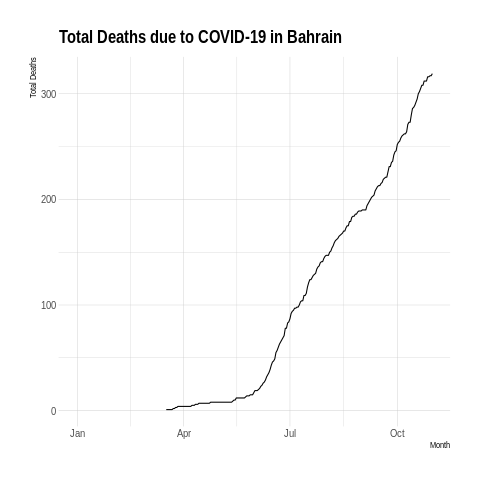 Total Deaths due to COVID-19 in Bahrain
Total Deaths
300
200
100
0
Jan Apr Jul Oct
Month